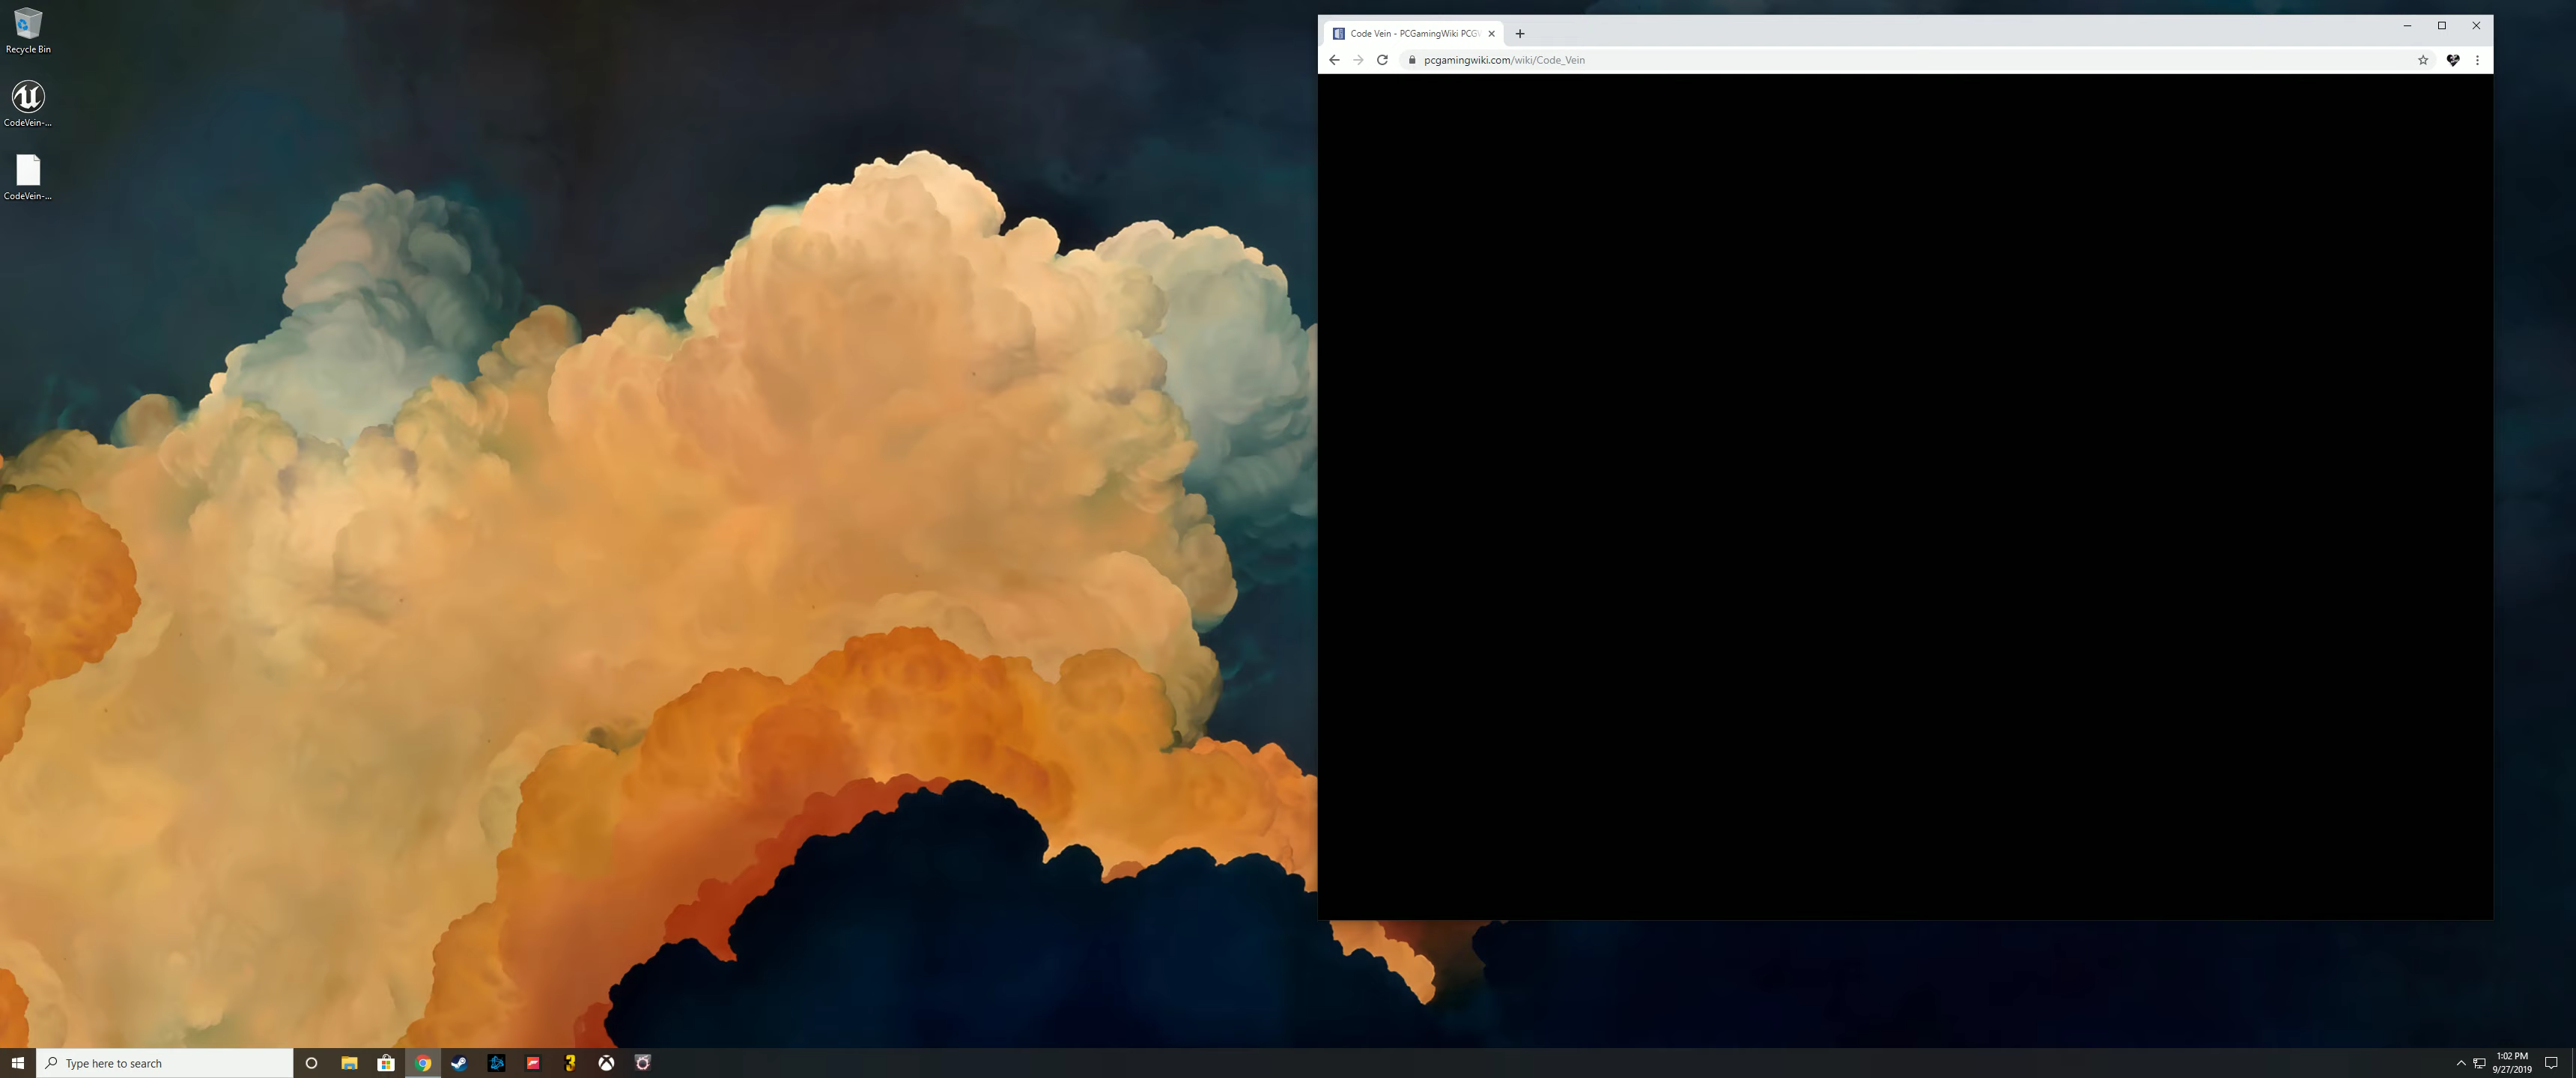 Recycle Bin
CodeVein-...
CodeVein-...
Code Vein - PCGamingWiki PCG
pcgamingwiki.com/wiki/Code_Vein
Type here to search
1:02 PM
9/27/2019